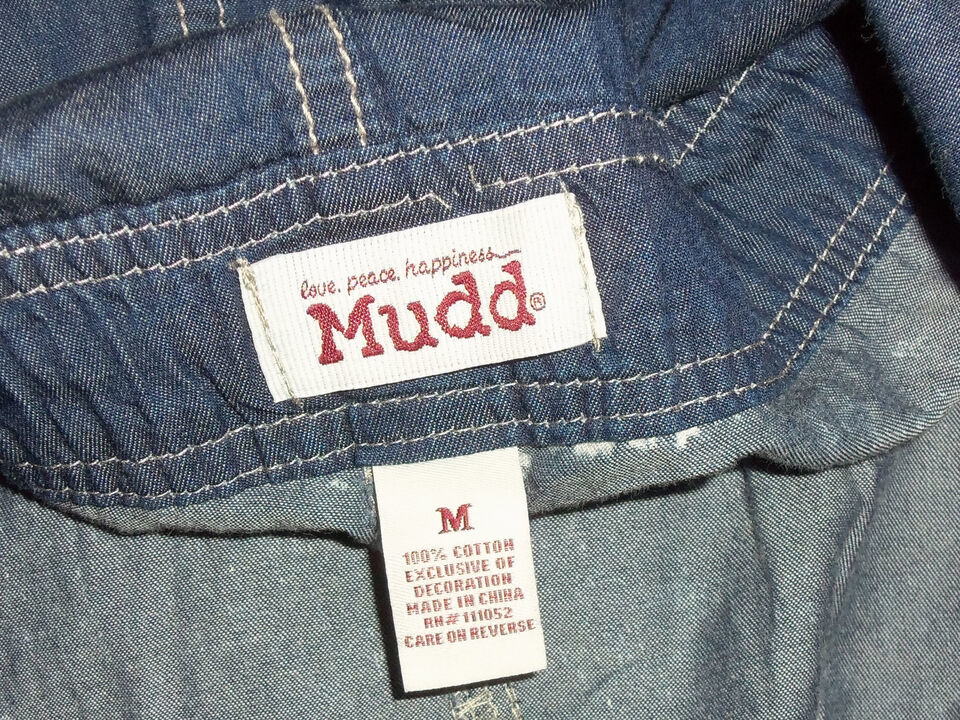 love. peace. happiness
Mudd®
M
100% COTTON
EXCLUSIVE OF
DECORATION
MADE IN CHINA
RN# 111052
CARE ON REVERSE